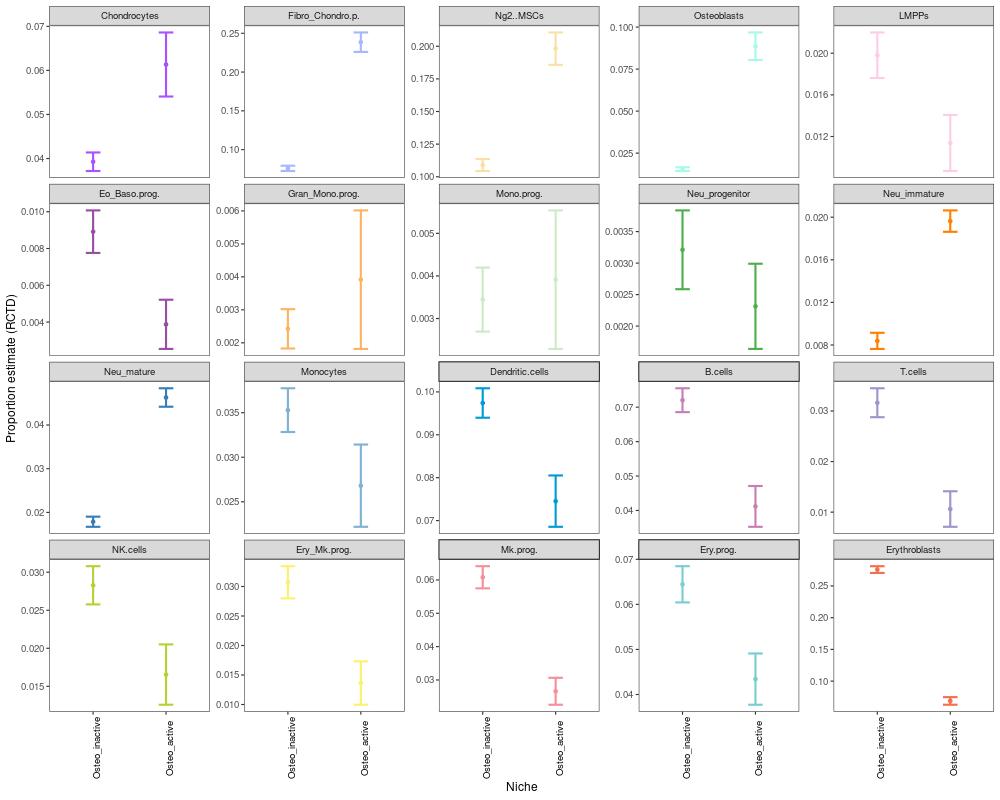 Chondrocytes
Fibro_Chondro.p.
Ng2..MSCs
Osteoblasts
LMPPs
0.07
0.06
0.05
0.04
0.25
0.20
0.15
0.10
0.200
0.175
0.150
0.125
0.100
0.100
0.075
0.050
0.025
0.020
0.016
0.012
Eo_Baso.prog.
Gran_Mono.prog.
Mono.prog.
Neu_progenitor
Neu_immature
0.010
0.008
0.006
0.004
0.006
0.005
0.004
0.003
0.002
0.005
0.004
0.003
0.0035
0.0030
0.0025
0.0020
0.020
0.016
0.012
0.008
Proportion estimate (RCTD)
Neu_mature
Monocytes
Dendritic.cells
B.cells
T.cells
0.04
0.03
0.02
0.035
0.030
0.025
0.10
0.09
0.08
0.07
0.07
0.06
0.05
0.04
0.03
0.02
0.01
NK.cells
Ery_Mk.prog.
Mk.prog.
Ery.prog.
Erythroblasts
0.030
0.025
0.020
0.015
0.030
0.025
0.020
0.015
0.010
0.06
0.05
0.04
0.03
0.07
0.06
0.05
0.04
0.25
0.20
0.15
0.10
Osteo_inactive
Osteo_active
Osteo_inactive
Osteo_active
Osteo_inactive
Osteo_active
Osteo_inactive
Osteo_active
Osteo_inactive
Osteo_active
Niche